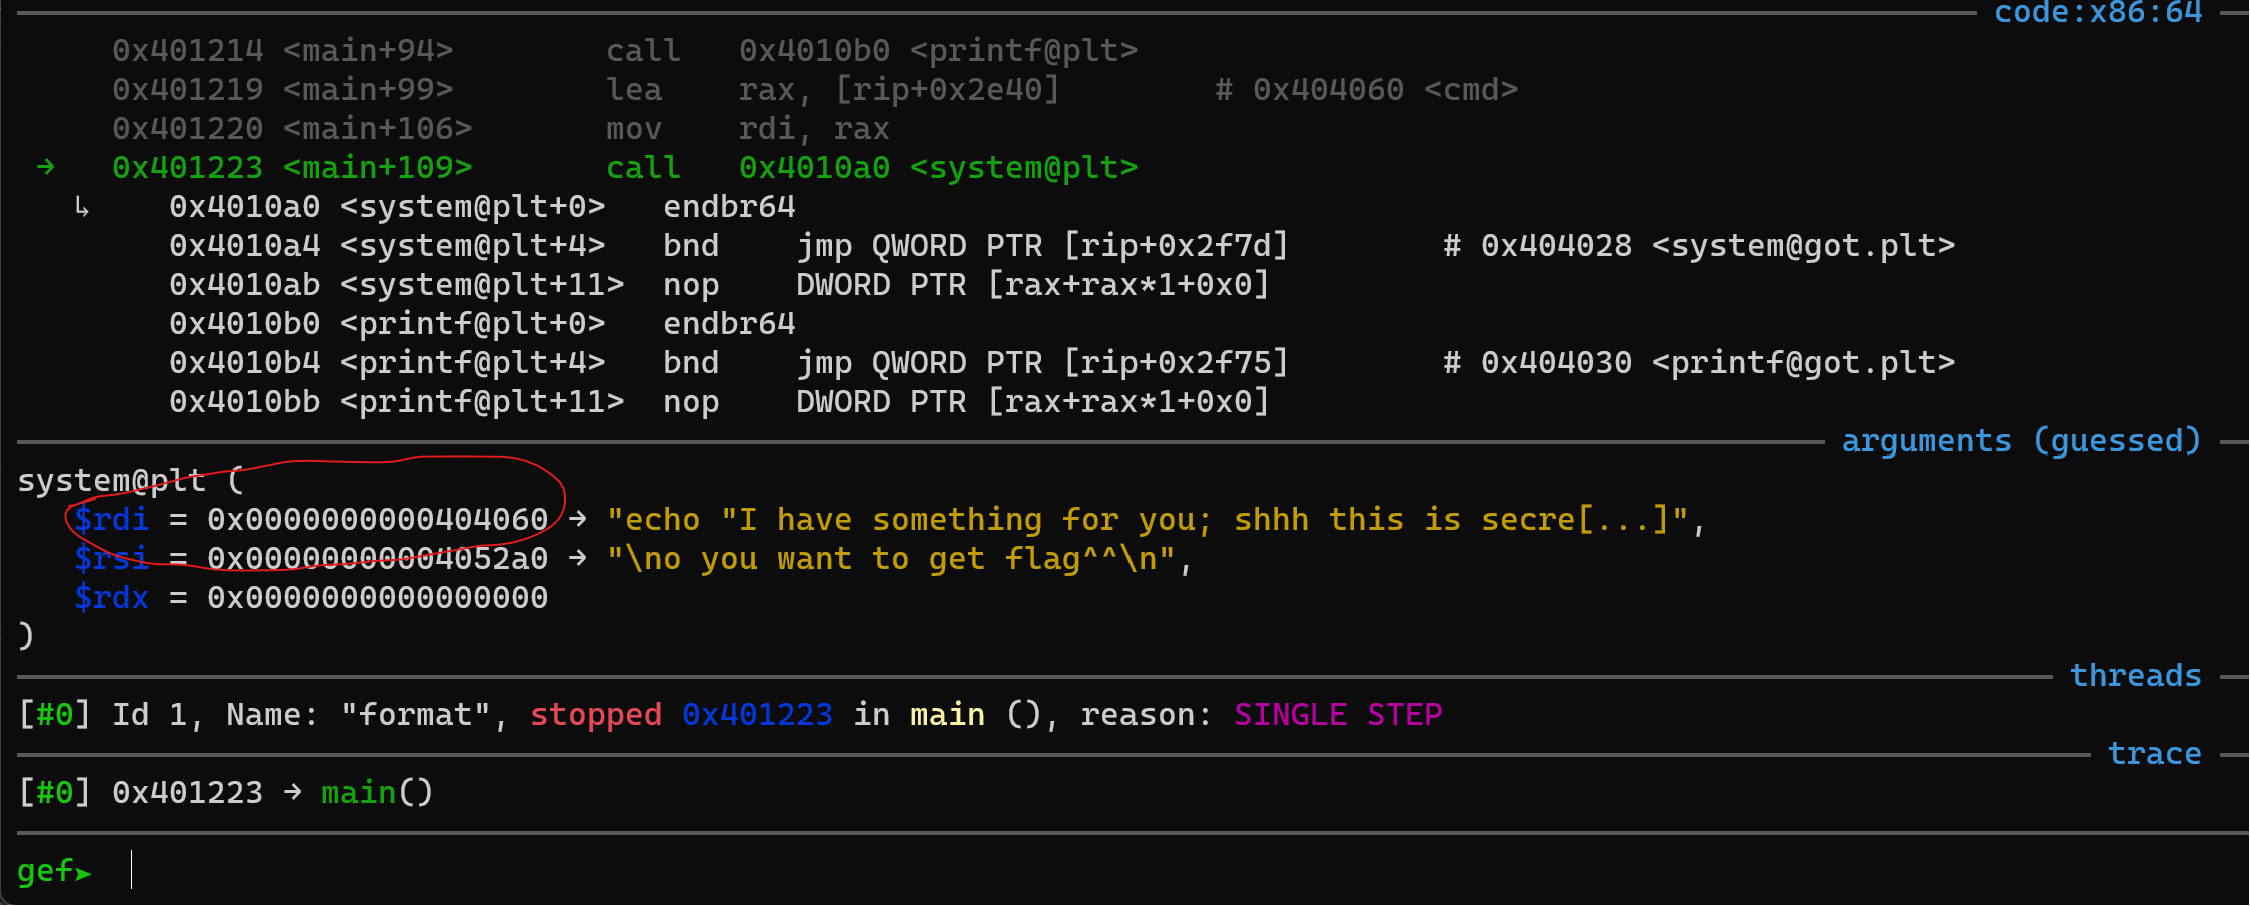 code:x86:64
0x401214 <main+94> call 0x4010b0 <printf@plt>
0x401219 <main+99> lea rax, [rip+0x2e40] # 0x404060 <cmd>
0x401220 <main+106> mov rdi, rax
→ 0x401223 <main+109> call 0x4010a0 <system@plt>
↳ 0x4010a0 <system@plt+0> endbr64
0x4010a4 <system@plt+4> bnd jmp QWORD PTR [rip+0x2f7d] # 0x404028 <system@got.plt>
0x4010ab <system@plt+11> nop DWORD PTR [rax+rax*1+0x0]
0x4010b0 <printf@plt+0> endbr64
0x4010b4 <printf@plt+4> bnd jmp QWORD PTR [rip+0x2f75] # 0x404030 <printf@got.plt>
0x4010bb <printf@plt+11> nop DWORD PTR [rax+rax*1+0x0]
arguments (guessed)
system@plt (
$rdi = 0x0000000000404060 → "echo "I have something for you; shhh this is secre[...]",
$rsi = 0x00000000004052a0 → "\no you want to get flag^^\n",
$rdx = 0x0000000000000000
)
threads
[#0] Id 1, Name: "format", stopped 0x401223 in main (), reason: SINGLE STEP
trace
[#0] 0x401223 → main()
gef➤